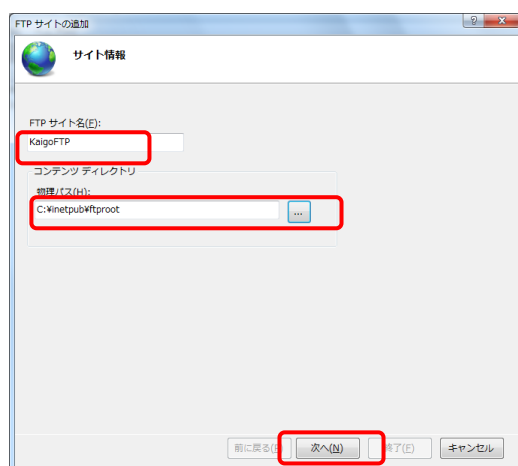 FTP サイトの追加
?
サイト情報
FTP サイト名(F):
KaigoFTP
コンテンツ ディレクトリ
物理パス(H):
C:¥inetpub¥ftproot
...
前に戻る(
次へ(N)
終了(F)
キャンセル